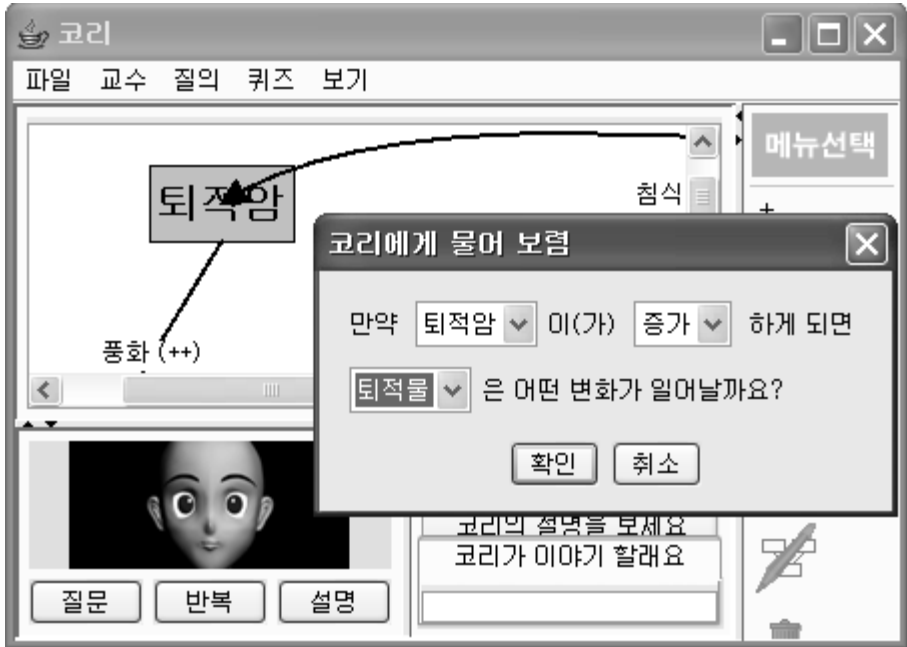 코리
파일 교수 질의 퀴즈 보기
메뉴선택
퇴적암
침식
+
풍화 (++)
코리에게 물어 보렴
만약 퇴적암 이(가) 증가 하게 되면
퇴적물 은 어떤 변화가 일어날까요?
확인 취소
코리의 설명을 보세요
코리가 이야기 할래요
질문 반복 설명